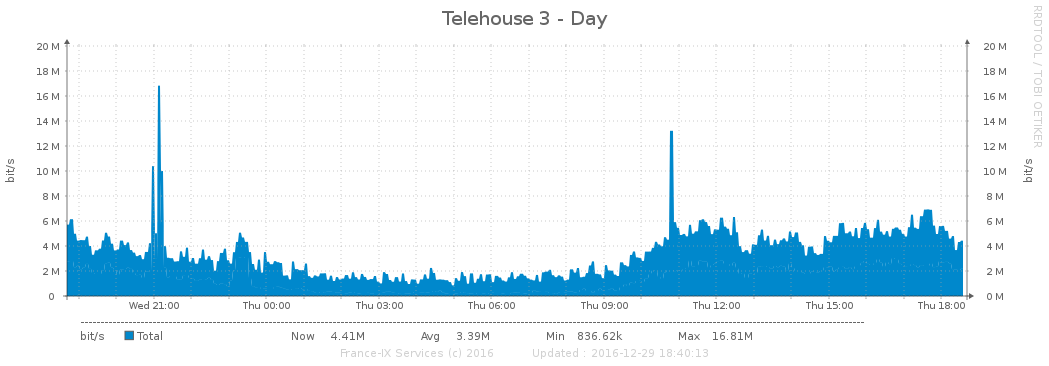 Telehouse 3 - Day
RRDTOOL / TOBI OETIKER
20 M 20 M
18 M 18 M
16 M 16 M
14 M 14 M
12 M 12 M
bit/s 10 M 10 M bit/s
8 M 8 M
6 M 6 M
4 M 4 M
2 M 2 M
0 0 M
Wed 21:00 Thu 00:00 Thu 03:00 Thu 06:00 Thu 09:00 Thu 12:00 Thu 15:00 Thu 18:00
bit/s Total Now 4.41M Avg 3.39M Min 836.62k Max 16.81M
France-IX Services (c) 2016 Updated : 2016-12-29 18:40:13